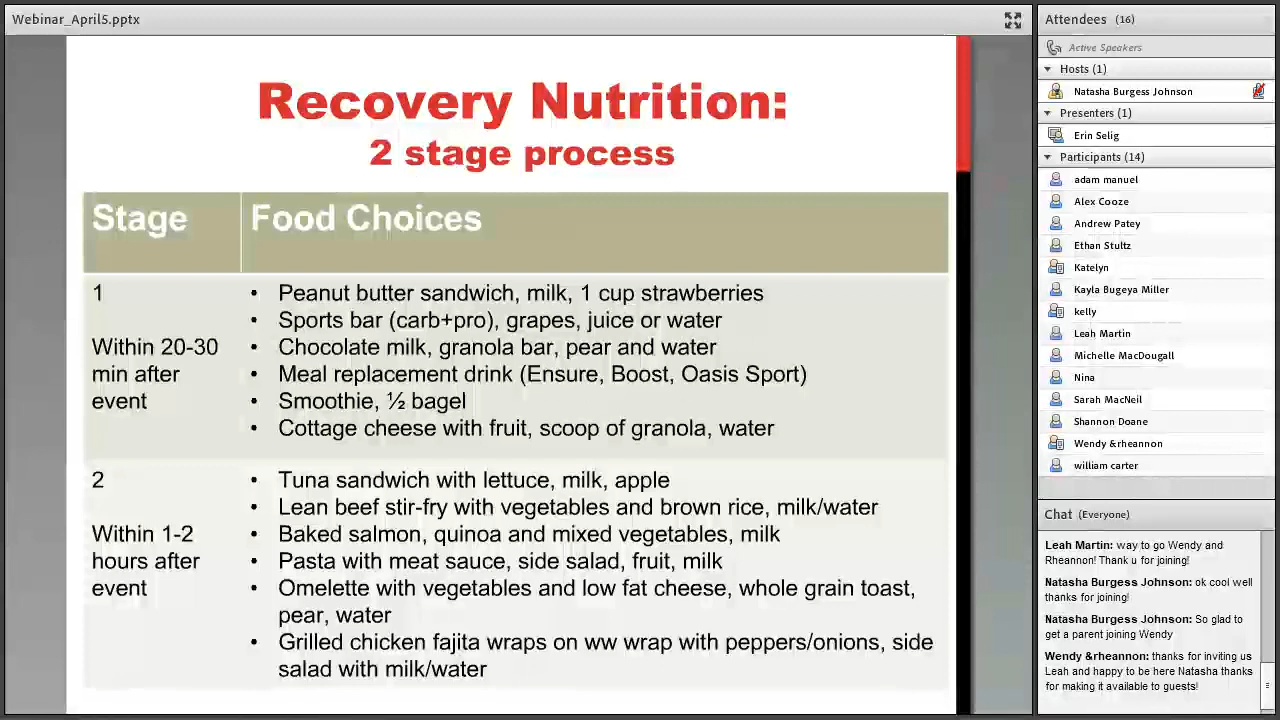 Webinar_April5.pptx
Recovery Nutrition:
2 stage process
Stage
Food Choices
1
Within 20-30
min after
event
• Peanut butter sandwich, milk, 1 cup strawberries
• Sports bar (carb+pro), grapes, juice or water
• Chocolate milk, granola bar, pear and water
• Meal replacement drink (Ensure, Boost, Oasis Sport)
• Smoothie, ½ bagel
• Cottage cheese with fruit, scoop of granola, water
2
Within 1-2
hours after
event
• Tuna sandwich with lettuce, milk, apple
• Lean beef stir-fry with vegetables and brown rice, milk/water
• Baked salmon, quinoa and mixed vegetables, milk
• Pasta with meat sauce, side salad, fruit, milk
• Omelette with vegetables and low fat cheese, whole grain toast,
pear, water
• Grilled chicken fajita wraps on ww wrap with peppers/onions, side
salad with milk/water
Attendees (16)
Active Speakers
Hosts (1)
Natasha Burgess Johnson
Presenters (1)
Erin Selig
Participants (14)
adam manuel
Alex Cooze
Andrew Patey
Ethan Stultz
Katelyn
Kayla Bugeya Miller
kelly
Leah Martin
Michelle MacDougall
Nina
Sarah MacNeil
Shannon Doane
Wendy &rheannon
william carter
Chat (Everyone)
Leah Martin: way to go Wendy and
Rheannon! Thank u for joining!
Natasha Burgess Johnson: ok cool well
thanks for joining!
Natasha Burgess Johnson: So glad to
get a parent joining Wendy
Wendy &rheannon: thanks for inviting us
Leah and happy to be here Natasha thanks
for making it available to guests!